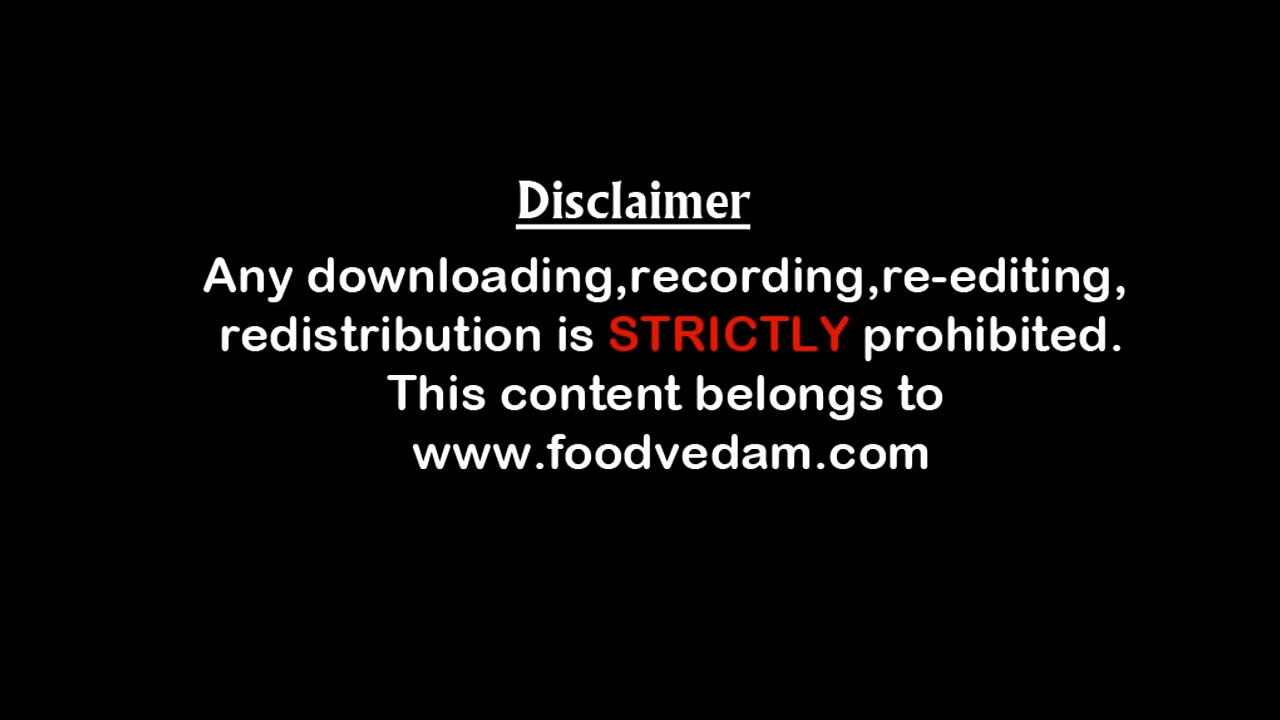 Disclaimer
Any downloading,recording,re-editing,
redistribution is STRICTLY prohibited.
This content belongs to
www.foodvedam.com